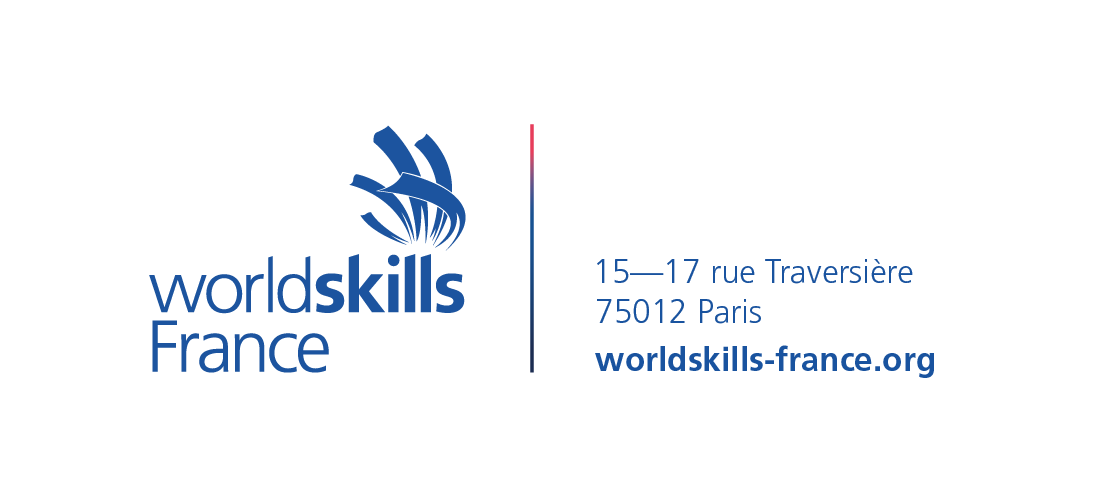 worldskills
France
15—17 rue Traversière
75012 Paris
worldskills-france.org